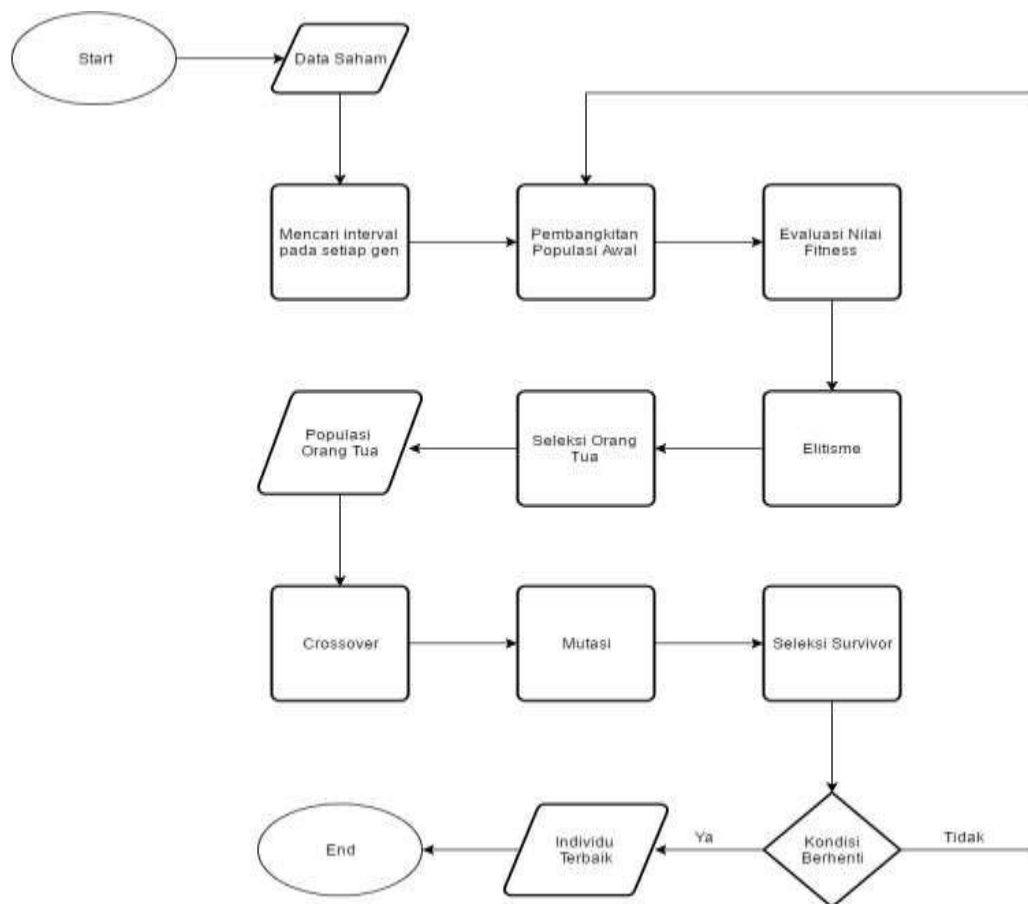 Start
Data Saham
Mencari interval
pada setiap gen
Pembangkitan
Populasi Awal
Evaluasi Nilai
Fitness
Populasi
Orang Tua
Seleksi Orang
Tua
Elitisme
Crossover
Mutasi
Seleksi Survivor
End
Individu
Terbaik
Ya
Kondisi
Berhenti
Tidak